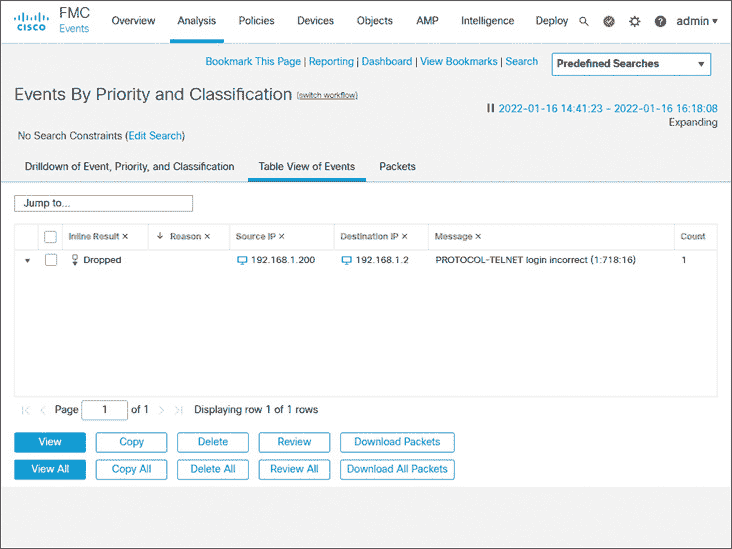 CISCO
FMC
Events
Overview Analysis Policies Devices Objects AMP Intelligence Deploy ? admin
Bookmark This Page | Reporting | Dashboard | View Bookmarks | Search
Predefined Searches
Events By Priority and Classification (switch workflow)
2022-01-16 14:41:23 - 2022-01-16 16:18:08
Expanding
No Search Constraints (Edit Search)
Drilldown of Event, Priority, and Classification Table View of Events Packets
Jump to...
Inline Result × Reason × Source IP × Destination IP × Message × Count
Dropped 192.168.1.200 192.168.1.2 PROTOCOL-TELNET login incorrect (1:718:16) 1
Page 1 of 1 Displaying row 1 of 1 rows
View Copy Delete Review Download Packets
View All Copy All Delete All Review All Download All Packets